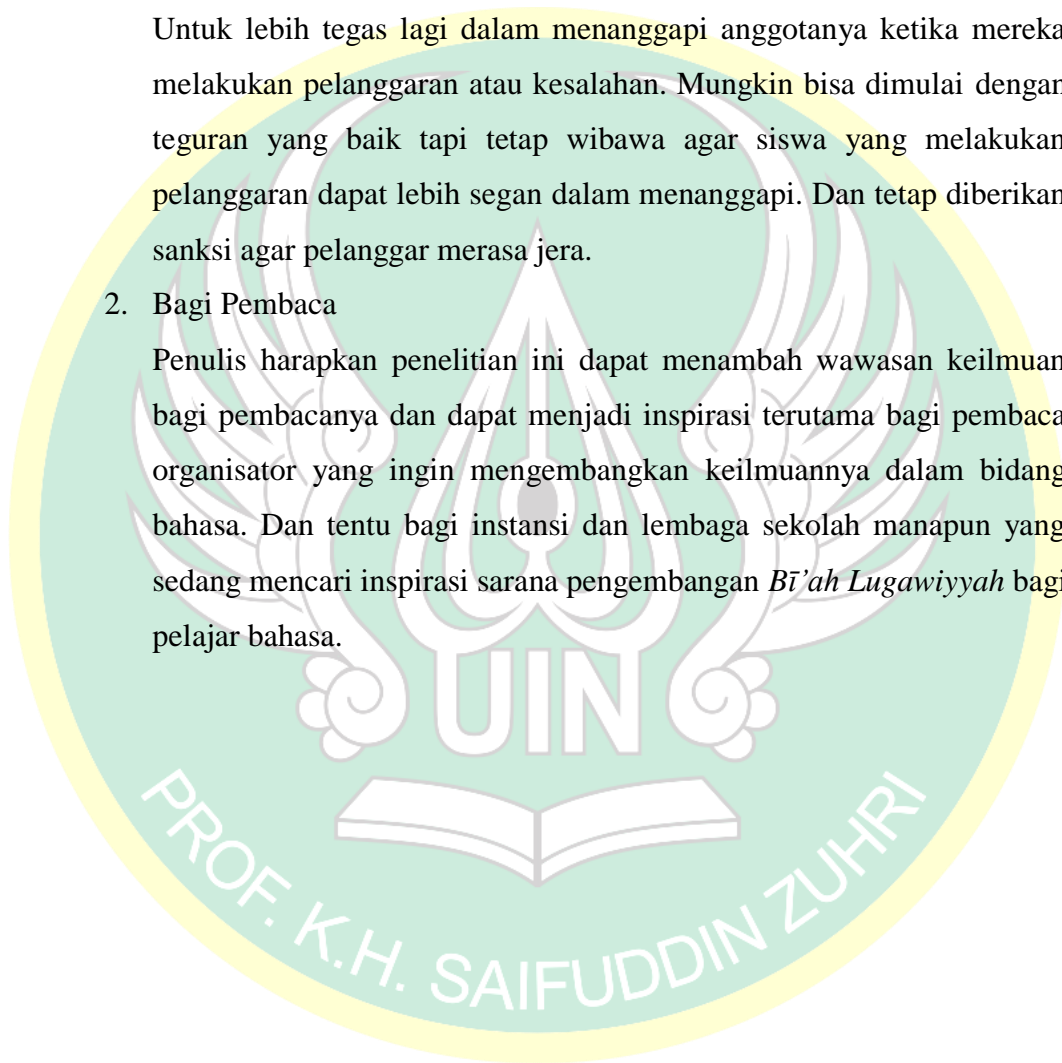 Untuk lebih tegas lagi dalam menanggapi anggotanya ketika mereka
melakukan pelanggaran atau kesalahan. Mungkin bisa dimulai dengan
teguran yang baik tapi tetap wibawa agar siswa yang melakukan
pelanggaran dapat lebih segan dalam menanggapi. Dan tetap diberikan
sanksi agar pelanggar merasa jera.
2. Bagi Pembaca
Penulis harapkan penelitian ini dapat menambah wawasan keilmuan
bagi pembacanya dan dapat menjadi inspirasi terutama bagi pembaca
organisator yang ingin mengembangkan keilmuannya dalam bidang
bahasa. Dan tentu bagi instansi dan lembaga sekolah manapun yang
sedang mencari inspirasi sarana pengembangan Bī’ah Lugawiyyah bagi
pelajar bahasa.
UIN
PROF. K.H. SAIFUDDIN ZUHRI